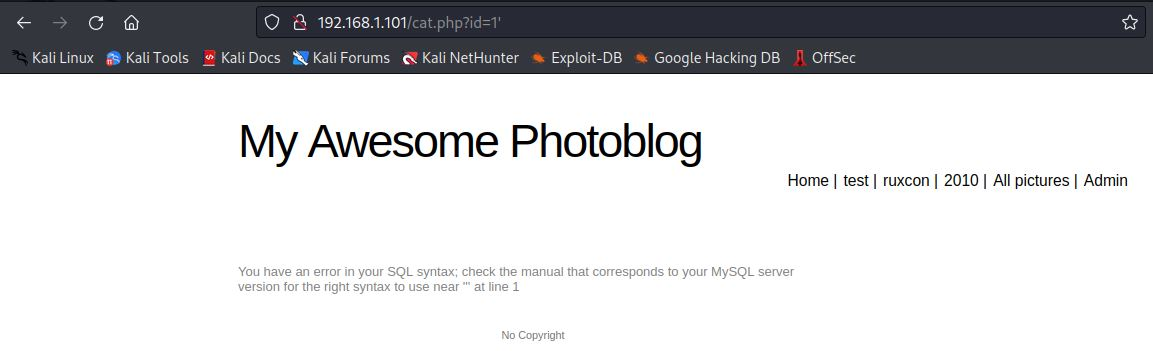 192.168.1.101/cat.php?id=1'
Kali Linux Kali Tools Kali Docs Kali Forums Kali NetHunter Exploit-DB Google Hacking DB OffSec
My Awesome Photoblog
Home | test | ruxcon | 2010 | All pictures | Admin
You have an error in your SQL syntax; check the manual that corresponds to your MySQL server
version for the right syntax to use near ''' at line 1
No Copyright